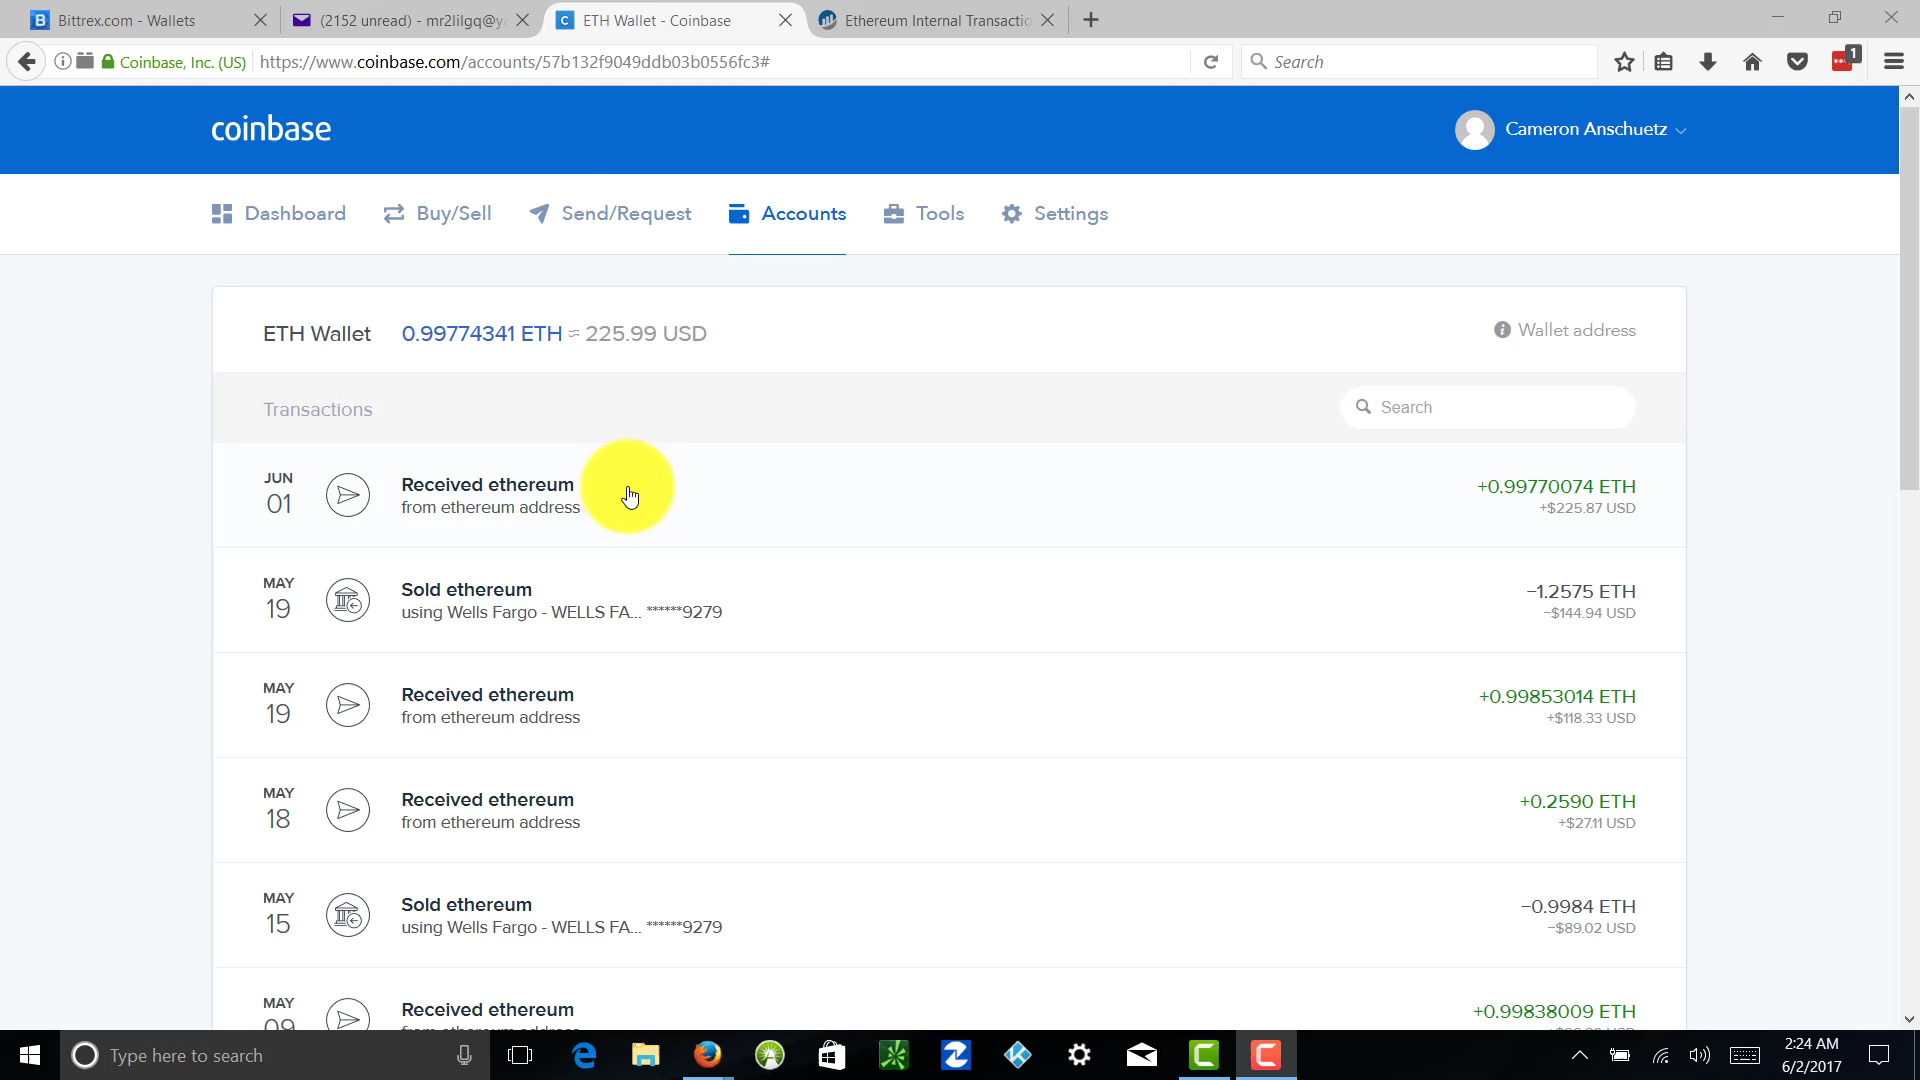 Bittrex.com - Wallets
(2152 unread) - mr2lilgq@y
ETH Wallet - Coinbase
Ethereum Internal Transactio
Coinbase, Inc. (US)
https://www.coinbase.com/accounts/57b132f9049ddb03b0556fc3#
Search
1
coinbase
Cameron Anschuetz
Dashboard
Buy/Sell
Send/Request
Accounts
Tools
Settings
ETH Wallet 0.99774341 ETH ≈ 225.99 USD
Wallet address
Transactions
Search
JUN
01
Received ethereum
from ethereum address
+0.99770074 ETH
+$225.87 USD
MAY
19
Sold ethereum
using Wells Fargo - WELLS FA... ******9279
−1.2575 ETH
−$144.94 USD
MAY
19
Received ethereum
from ethereum address
+0.99853014 ETH
+$118.33 USD
MAY
18
Received ethereum
from ethereum address
+0.2590 ETH
+$27.11 USD
MAY
15
Sold ethereum
using Wells Fargo - WELLS FA... ******9279
−0.9984 ETH
−$89.02 USD
MAY
09
Received ethereum
from ethereum address
+0.99838009 ETH
Type here to search
2:24 AM
6/2/2017